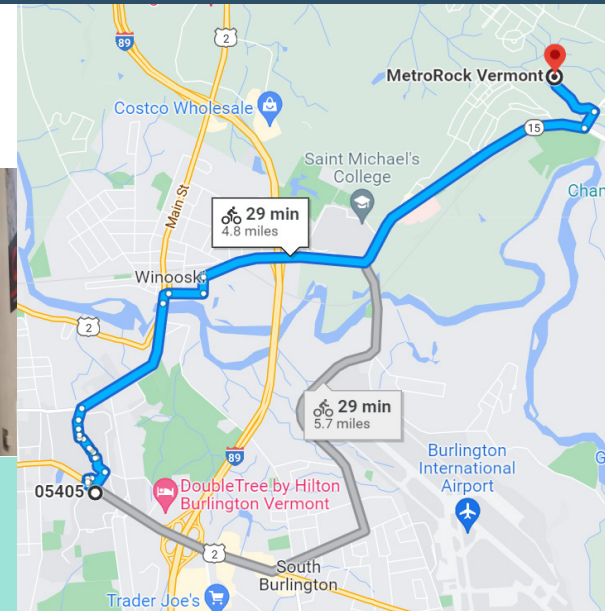 2
89
MetroRock Vermont
Costco Wholesale
15
Saint Michael's
College
Main St
29 min
4.8 miles
Winooski
2
29 min
5.7 miles
89
Burlington
International
Airport
05405
DoubleTree by Hilton
Burlington Vermont
2
South
Burlington
Trader Joe's